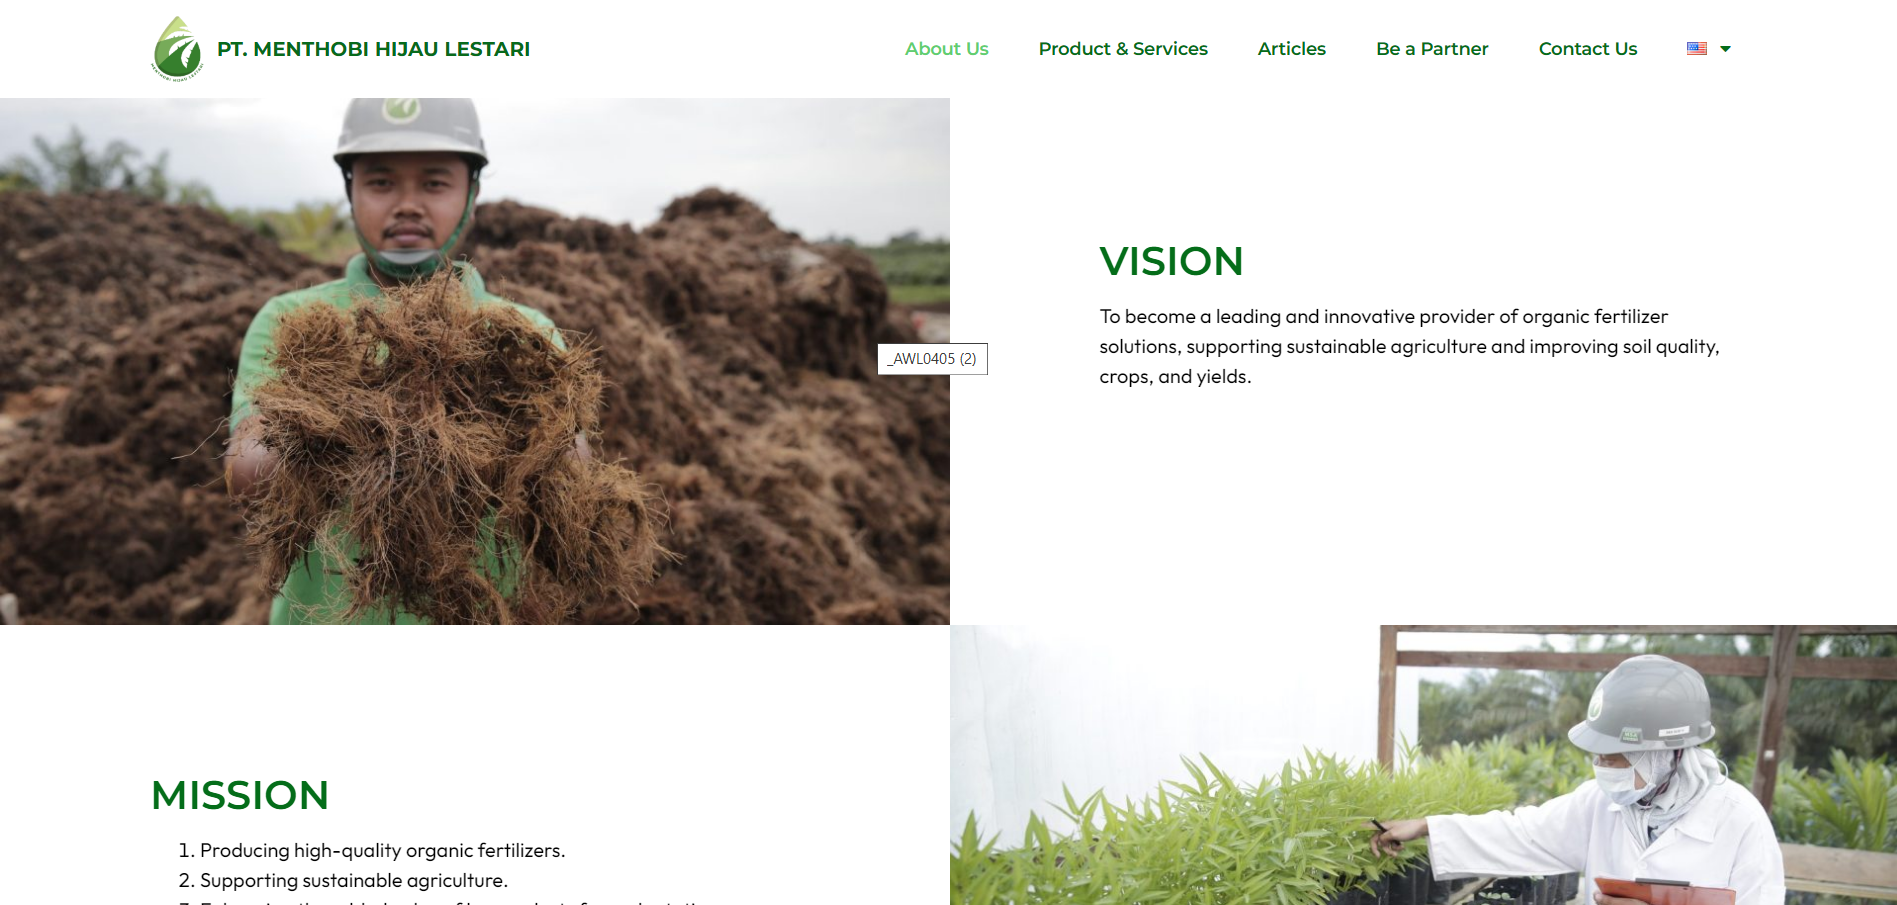 PT. MENTHOBI HIJAU LESTARI
About Us
Product & Services
Articles
Be a Partner
Contact Us
VISION
To become a leading and innovative provider of organic fertilizer
solutions, supporting sustainable agriculture and improving soil quality,
crops, and yields.
_AWL0405 (2)
MISSION
1. Producing high-quality organic fertilizers.
2. Supporting sustainable agriculture.